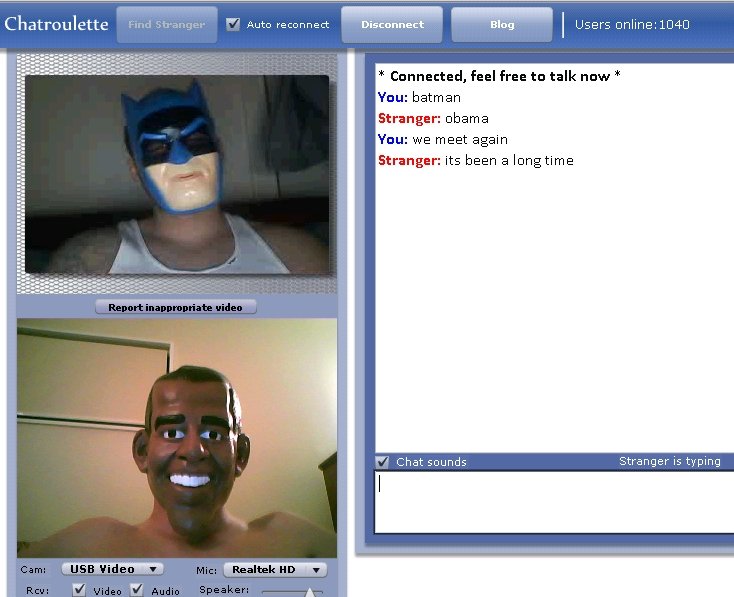 Chatroulette Find Stranger Auto reconnect Disconnect Blog Users online:1040
* Connected, feel free to talk now *
You: batman
Stranger: obama
You: we meet again
Stranger: its been a long time
Report inappropriate video
Chat sounds Stranger is typing
Cam: USB Video Mic: Realtek HD
Rcv: Video Audio Speaker: